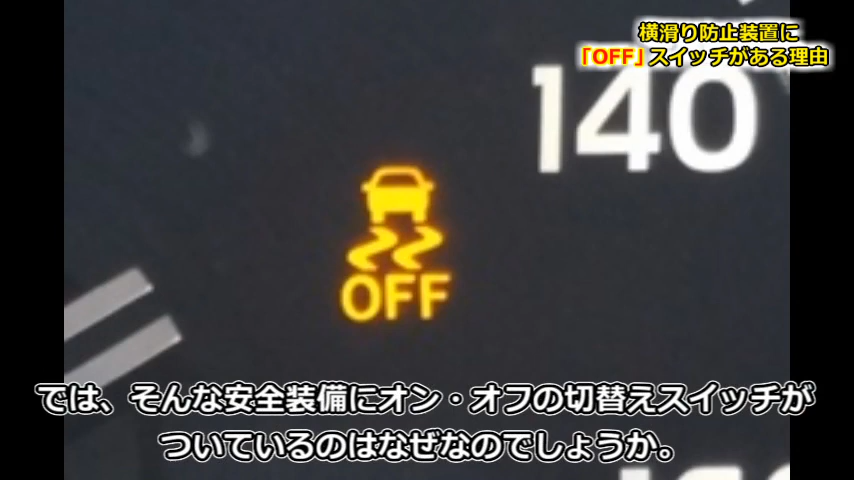 横滑り防止装置に
「OFF」スイッチがある理由
140
OFF
では、そんな安全装備にオン・オフの切替えスイッチが
ついているのはなぜなのでしょうか。